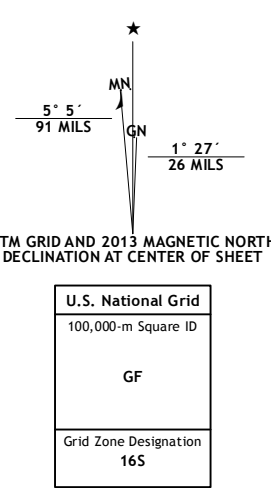 ★
MN
GN
5° 5´
91 MILS
1° 27´
26 MILS
TM GRID AND 2013 MAGNETIC NORTH
DECLINATION AT CENTER OF SHEET
U.S. National Grid
100,000-m Square ID
GF
Grid Zone Designation
16S